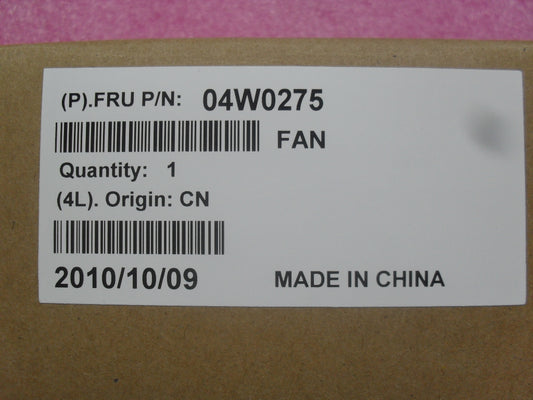 (P).FRU P/N: 04W0275
FAN
Quantity: 1
(4L). Origin: CN
2010/10/09 MADE IN CHINA